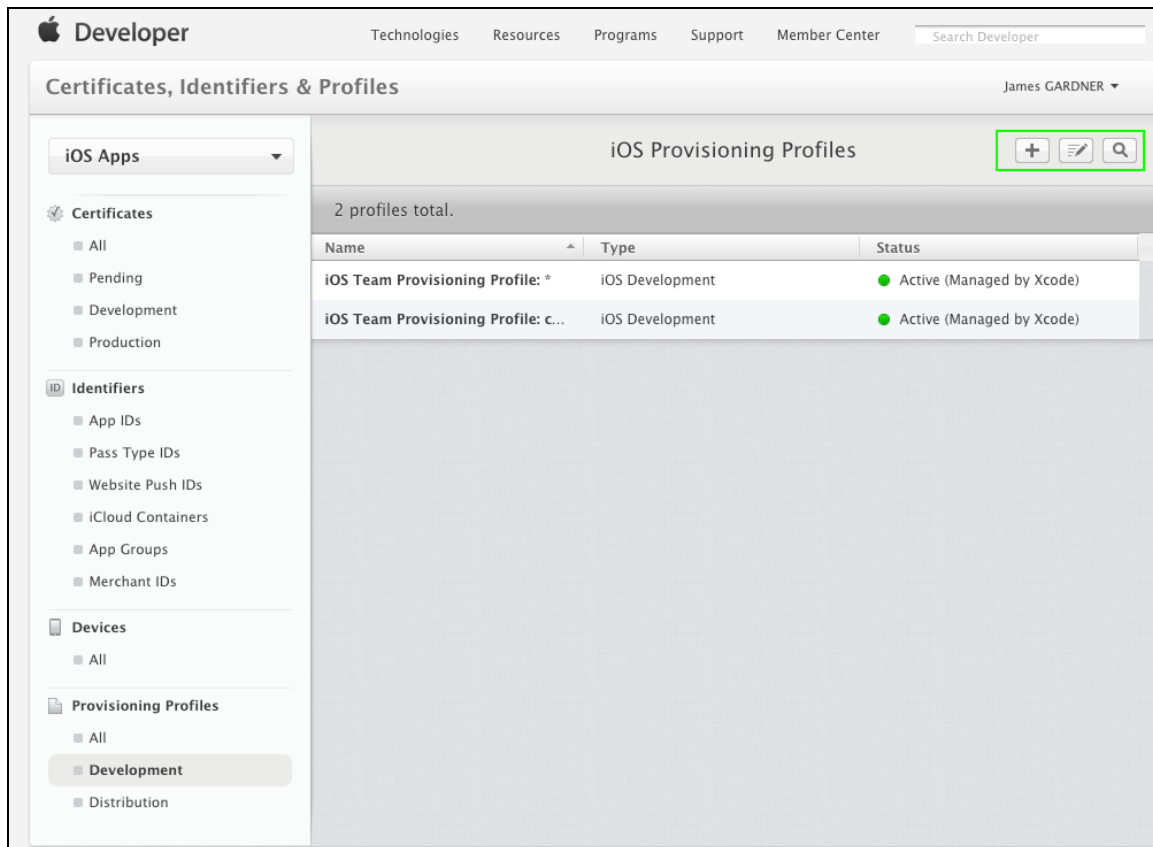 Developer
Technologies Resources Programs Support Member Center Search Developer
Certificates, Identifiers & Profiles
James GARDNER
iOS Apps
iOS Provisioning Profiles
2 profiles total.
Name Type Status
iOS Team Provisioning Profile: * iOS Development Active (Managed by Xcode)
iOS Team Provisioning Profile: c... iOS Development Active (Managed by Xcode)
Certificates
All
Pending
Development
Production
ID Identifiers
App IDs
Pass Type IDs
Website Push IDs
iCloud Containers
App Groups
Merchant IDs
Devices
All
Provisioning Profiles
All
Development
Distribution